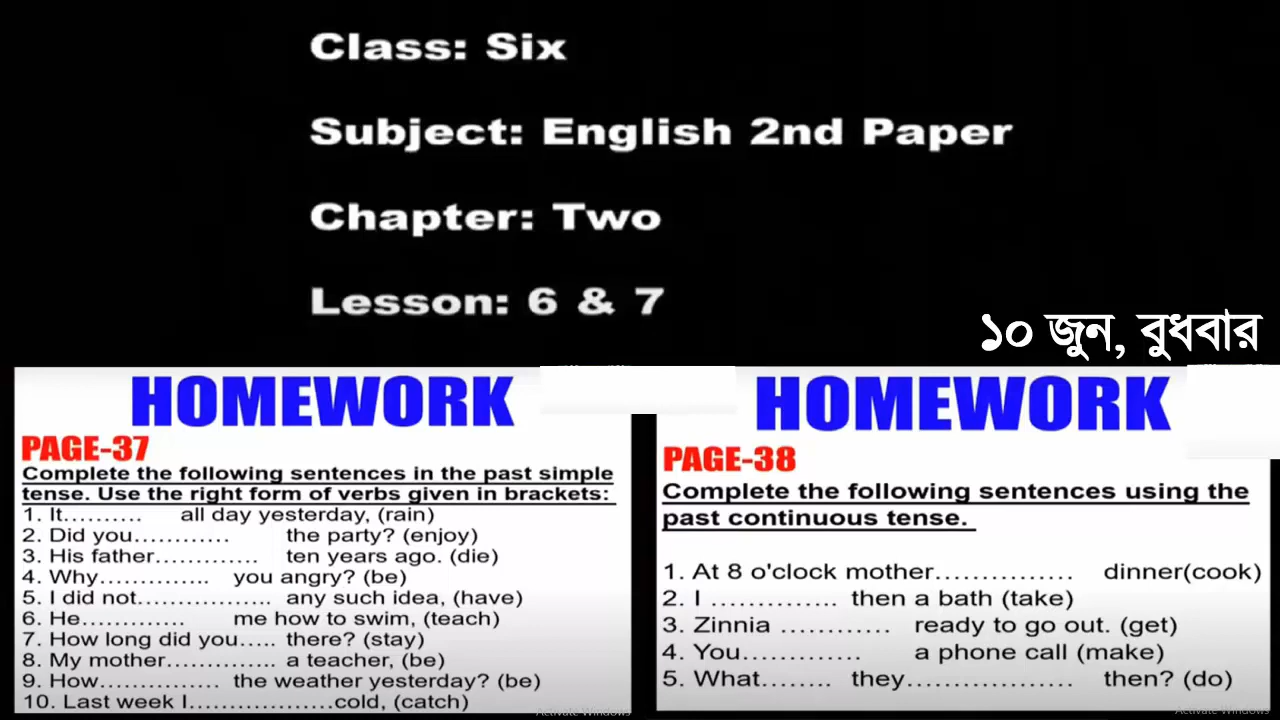 Class: Six
Subject: English 2nd Paper
Chapter: Two
Lesson: 6 & 7
১০ জুন, বুধবার
HOMEWORK
PAGE-37
Complete the following sentences in the past simple
tense. Use the right form of verbs given in brackets:
1. It.......... all day yesterday, (rain)
2. Did you............ the party? (enjoy)
3. His father............. ten years ago. (die)
4. Why.............. you angry? (be)
5. I did not................. any such idea, (have)
6. He............. me how to swim, (teach)
7. How long did you..... there? (stay)
8. My mother.............. a teacher, (be)
9. How............... the weather yesterday? (be)
10. Last week I..................cold, (catch)
Activate Windows
HOMEWORK
PAGE-38
Complete the following sentences using the
past continuous tense.
1. At 8 o'clock mother............... dinner(cook)
2. I .............. then a bath (take)
3. Zinnia ............ ready to go out. (get)
4. You............. a phone call (make)
5. What........ they.................. then? (do)
Activate Windows